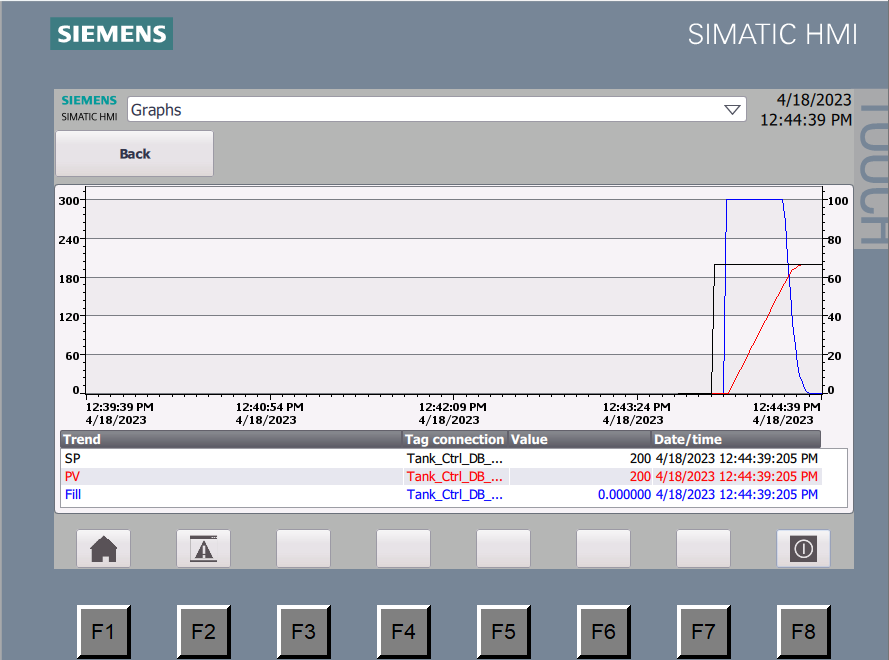 SIEMENS
SIMATIC HMI
SIEMENS
SIMATIC HMI
Graphs
4/18/2023
12:44:39 PM
TOUCH
Back
300
240
180
120
60
0
100
80
60
40
20
0
12:39:39 PM 12:40:54 PM 12:42:09 PM 12:43:24 PM 12:44:39 PM
4/18/2023 4/18/2023 4/18/2023 4/18/2023 4/18/2023
Trend Tag connection Value Date/time
SP Tank_Ctrl_DB_... 200 4/18/2023 12:44:39:205 PM
PV Tank_Ctrl_DB_... 200 4/18/2023 12:44:39:205 PM
Fill Tank_Ctrl_DB_... 0.000000 4/18/2023 12:44:39:205 PM
F1 F2 F3 F4 F5 F6 F7 F8